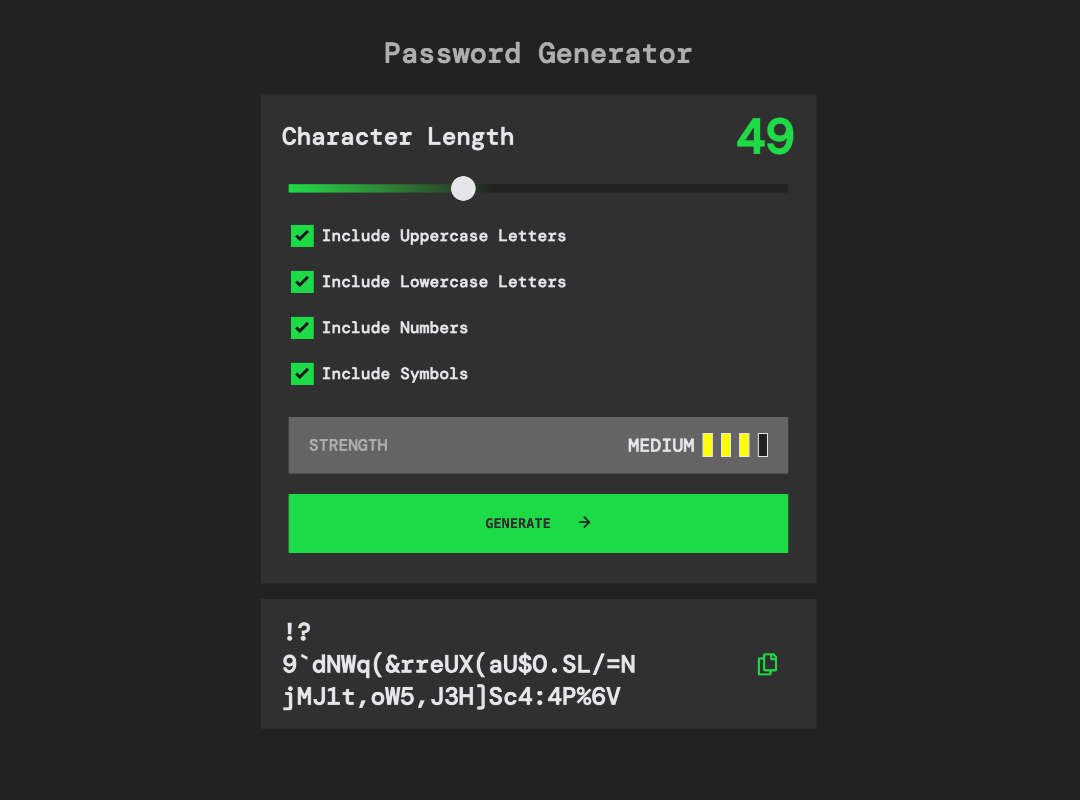 Password Generator
Character Length
49
Include Uppercase Letters
Include Lowercase Letters
Include Numbers
Include Symbols
STRENGTH MEDIUM
GENERATE →
!?
9`dNWq(&rreUX(aU$O.SL/=N
jMJ1t,oW5,J3H]Sc4:4P%6V